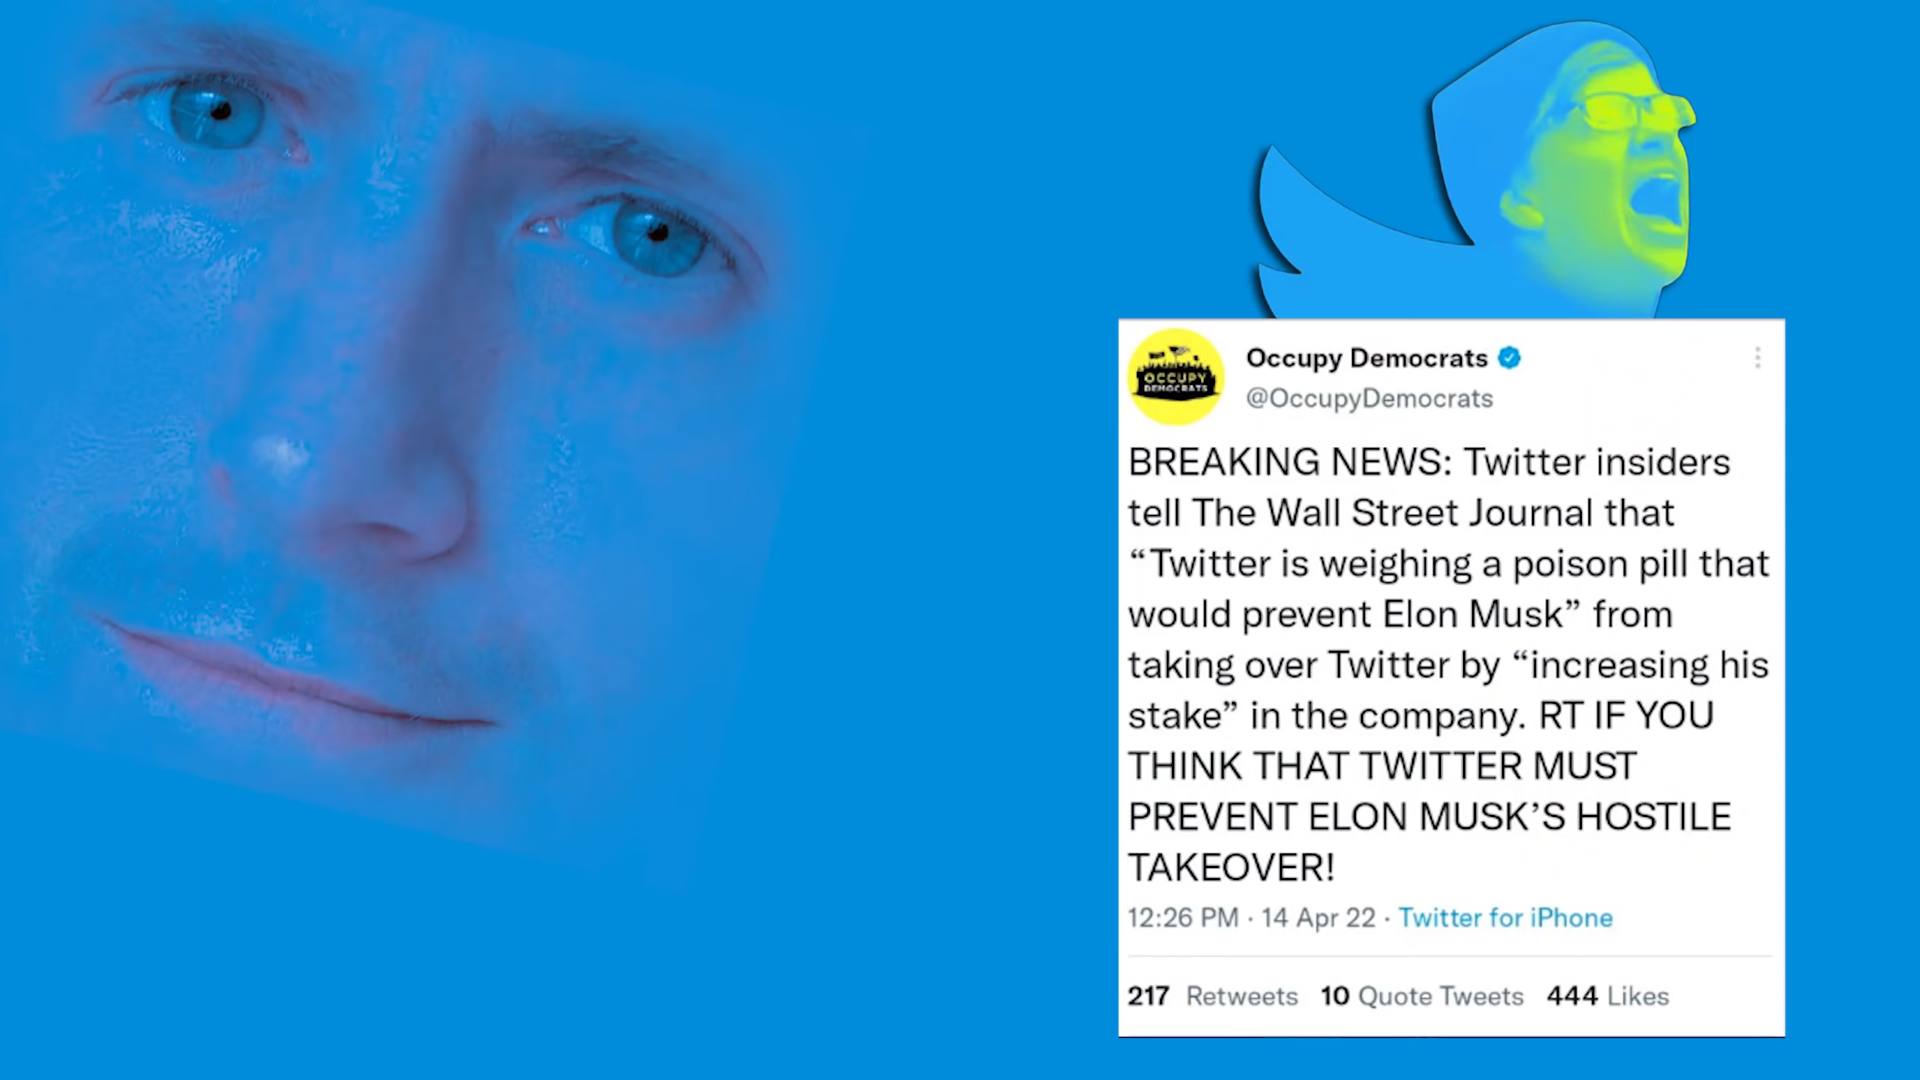 OCCUPY
DEMOCRATS
Occupy Democrats
@OccupyDemocrats
BREAKING NEWS: Twitter insiders
tell The Wall Street Journal that
“Twitter is weighing a poison pill that
would prevent Elon Musk” from
taking over Twitter by “increasing his
stake” in the company. RT IF YOU
THINK THAT TWITTER MUST
PREVENT ELON MUSK’S HOSTILE
TAKEOVER!
12:26 PM · 14 Apr 22 · Twitter for iPhone
217 Retweets 10 Quote Tweets 444 Likes